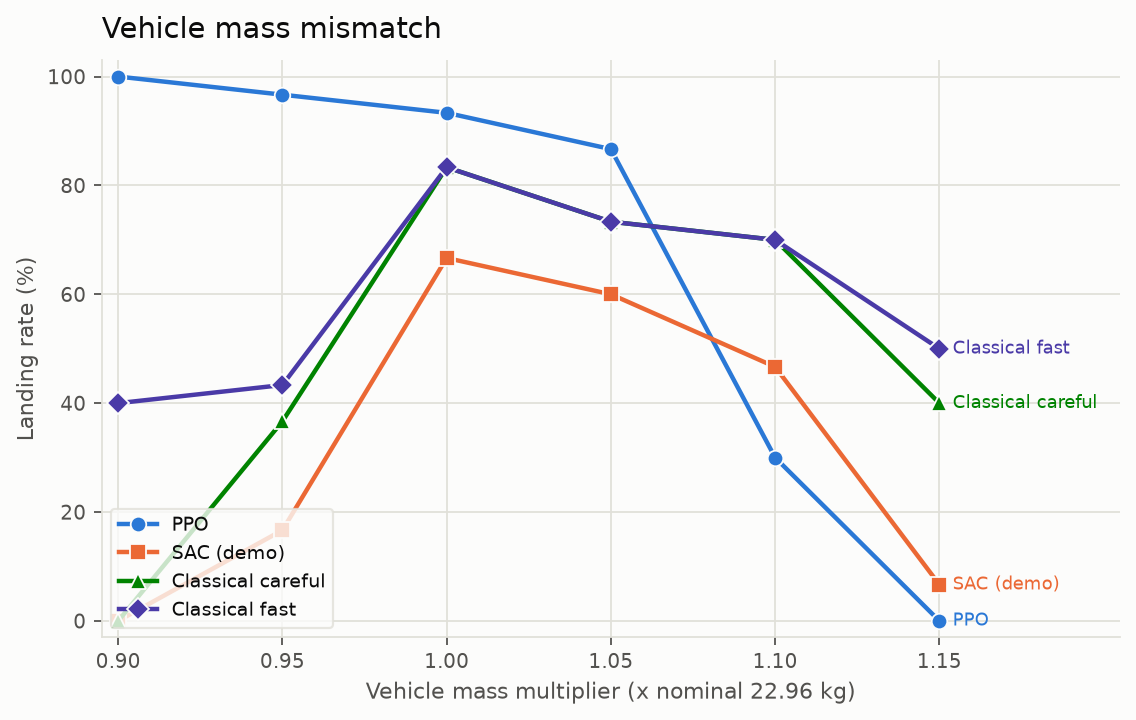 Vehicle mass mismatch
Landing rate (%)
100
80
60
40
20
0
Classical fast
Classical careful
SAC (demo)
PPO
PPO
SAC (demo)
Classical careful
Classical fast
0.90 0.95 1.00 1.05 1.10 1.15
Vehicle mass multiplier (x nominal 22.96 kg)